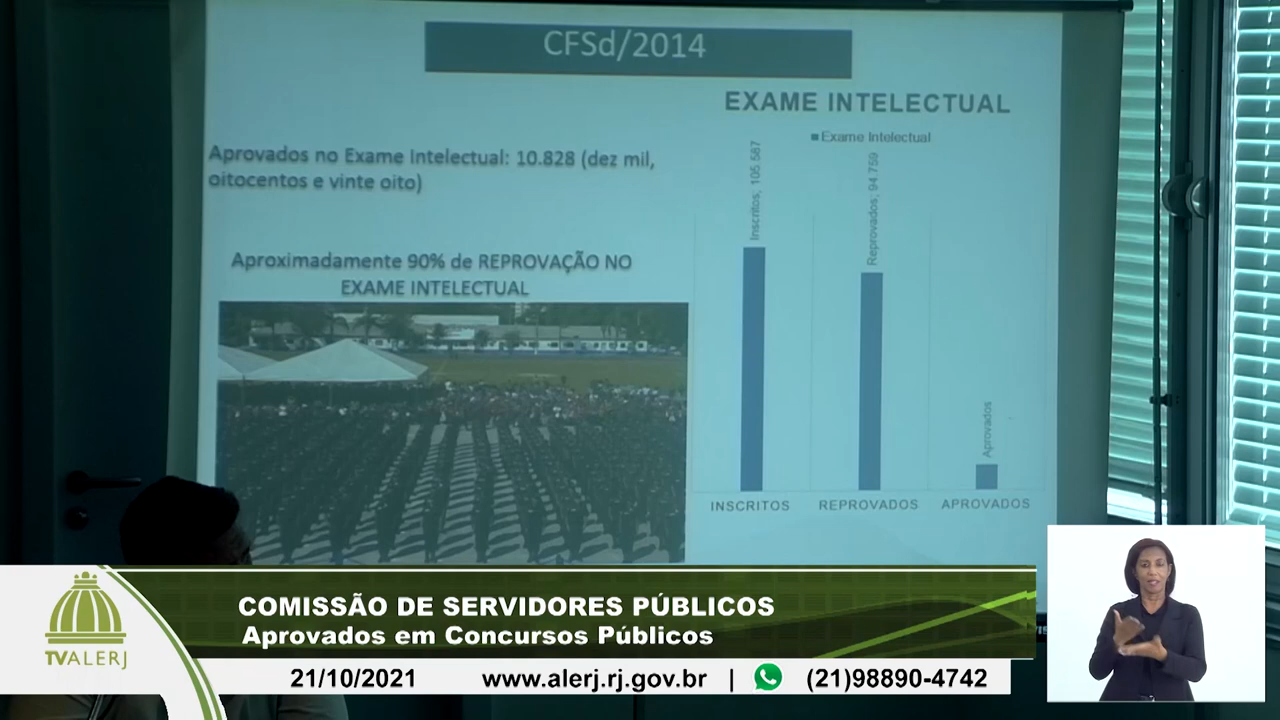 CFSd/2014
EXAME INTELECTUAL
Exame Intelectual
Aprovados no Exame Intelectual: 10.828 (dez mil,
oitocentos e vinte oito)
Aproximadamente 90% de REPROVAÇÃO NO
EXAME INTELECTUAL
Inscritos; 105 587
Reprovados; 94 759
Aprovados
INSCRITOS REPROVADOS APROVADOS
COMISSÃO DE SERVIDORES PÚBLICOS
Aprovados em Concursos Públicos
TVALERJ
21/10/2021 www.alerj.rj.gov.br | (21)98890-4742